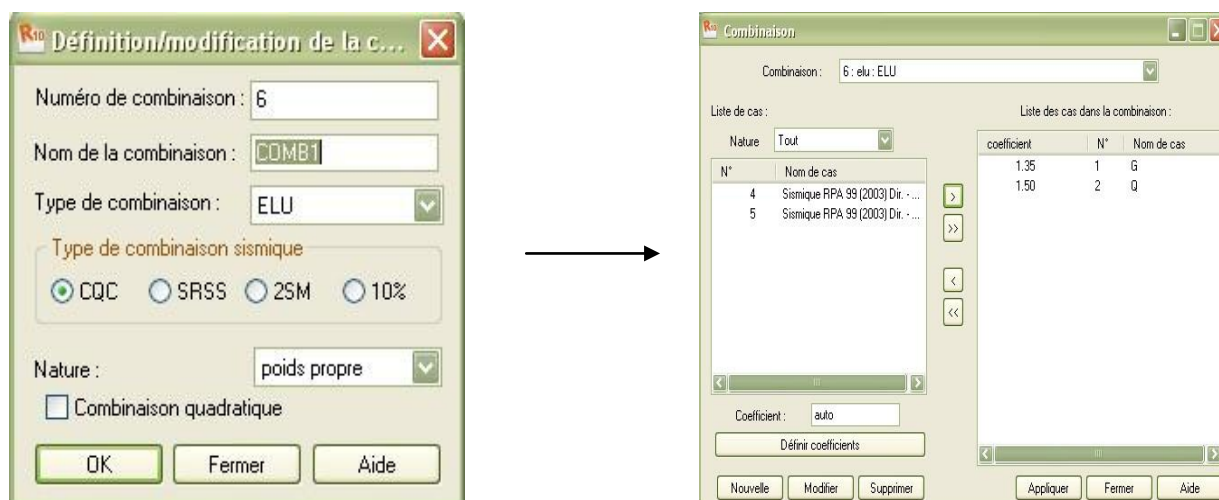 R10 Définition/modification de la c...
Numéro de combinaison : 6
Nom de la combinaison : COMB1
Type de combinaison : ELU
Type de combinaison sismique
CQC SRSS 2SM 10%
Nature : poids propre
Combinaison quadratique
OK Fermer Aide
R10 Combinaison
Combinaison : 6 : elu : ELU
Liste de cas :
Liste des cas dans la combinaison :
Nature Tout
N° Nom de cas
4 Sismique RPA 99 (2003) Dir. - ...
5 Sismique RPA 99 (2003) Dir. - ...
> 
>>
<
<<
coefficient N° Nom de cas
1.35 1 G
1.50 2 Q
Coefficient : auto
Définir coefficients
Nouvelle Modifier Supprimer
Appliquer Fermer Aide